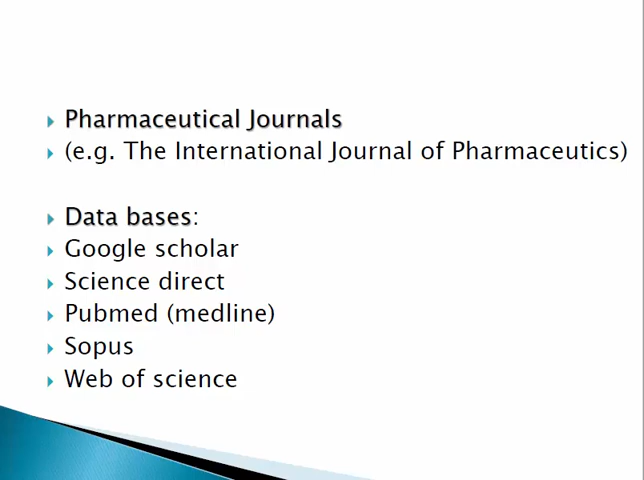 Pharmaceutical Journals
(e.g. The International Journal of Pharmaceutics)
Data bases:
Google scholar
Science direct
Pubmed (medline)
Sopus
Web of science